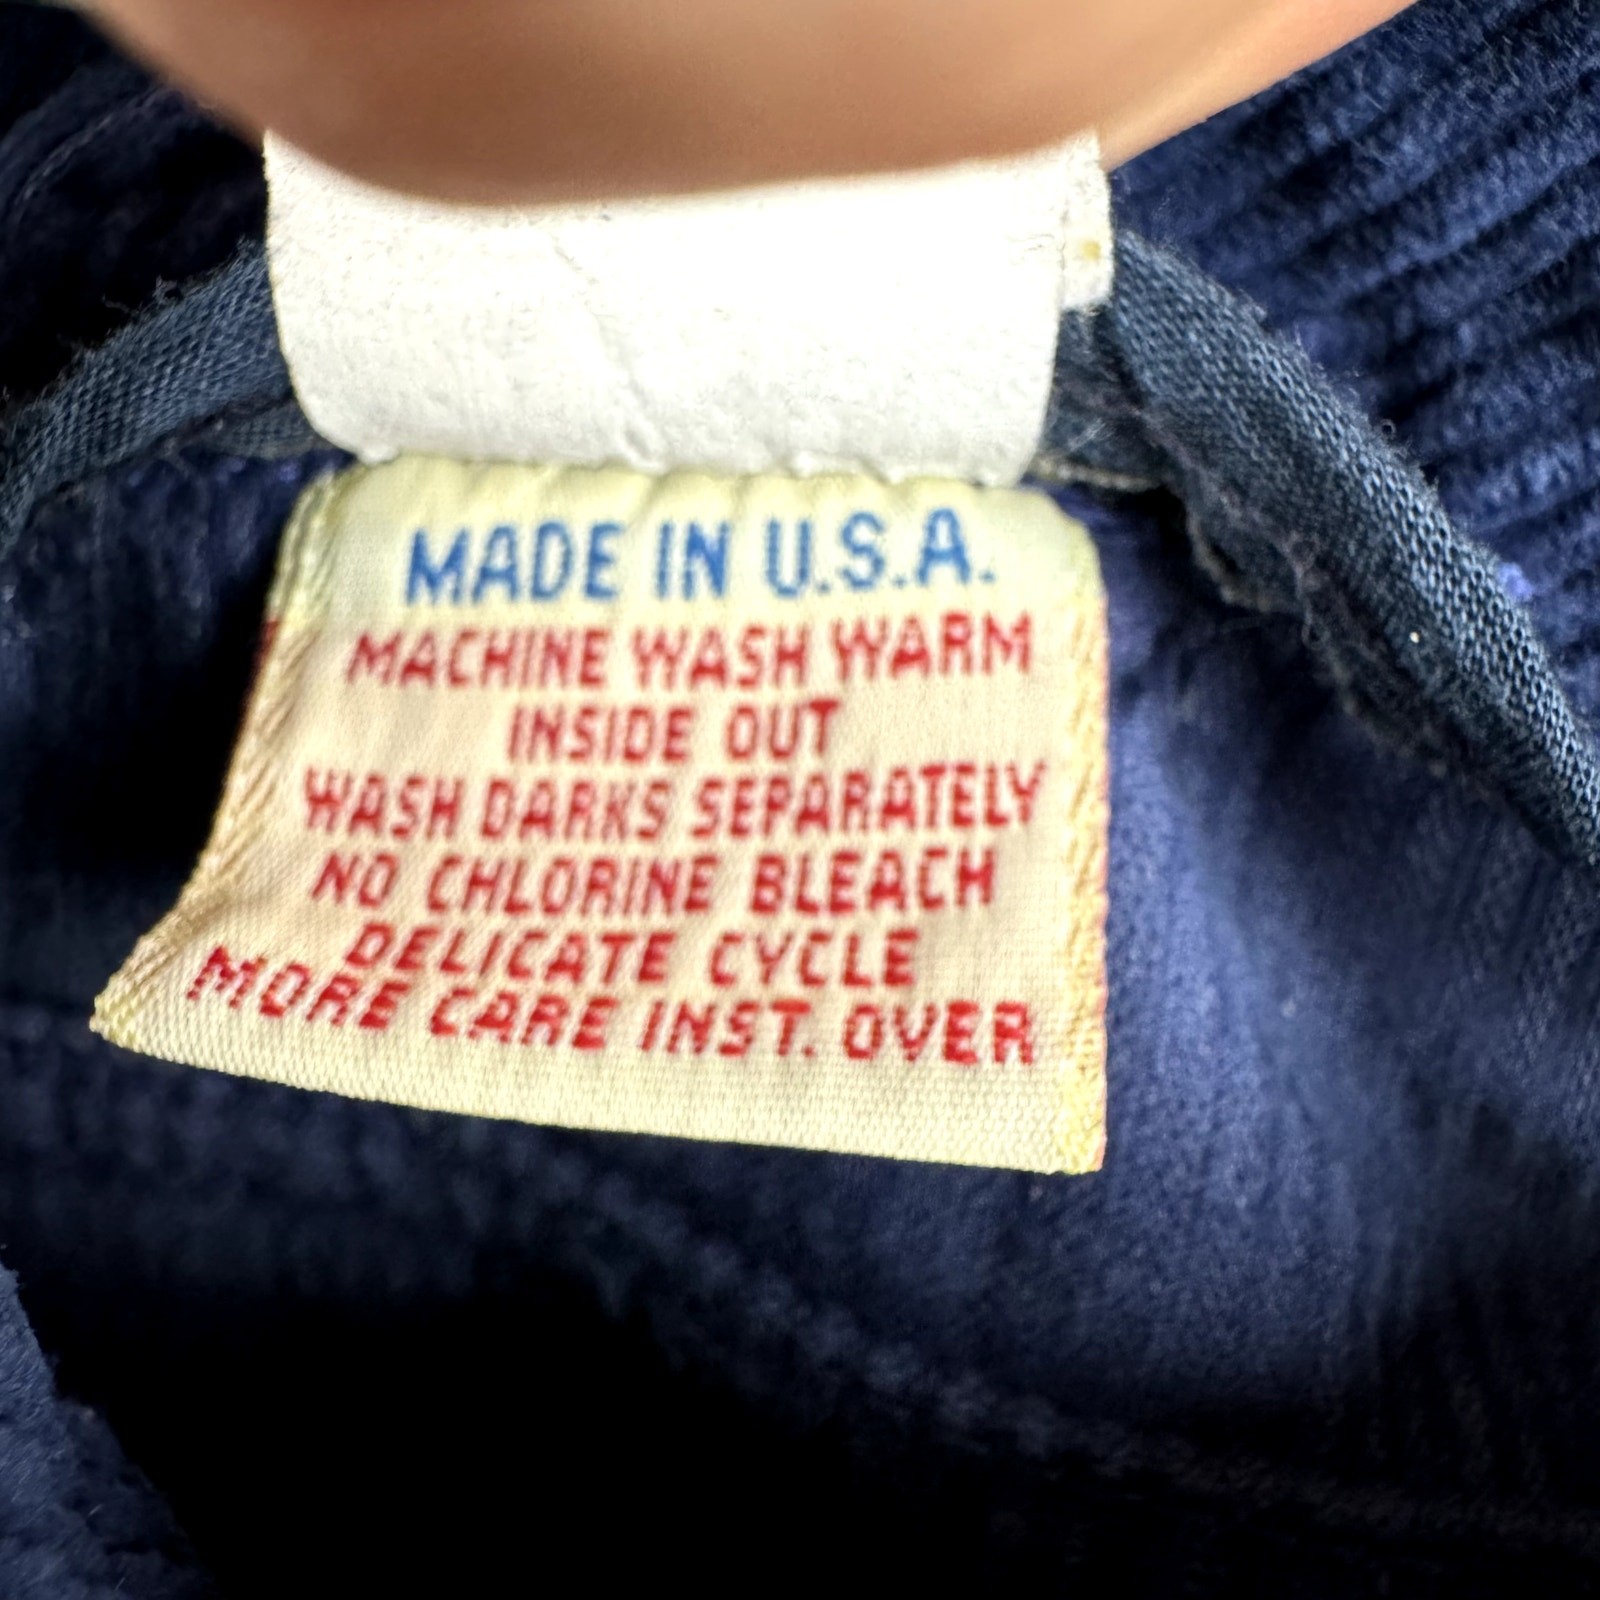 MADE IN U.S.A.
MACHINE WASH WARM
INSIDE OUT
WASH DARKS SEPARATELY
NO CHLORINE BLEACH
DELICATE CYCLE
MORE CARE INST. OVER